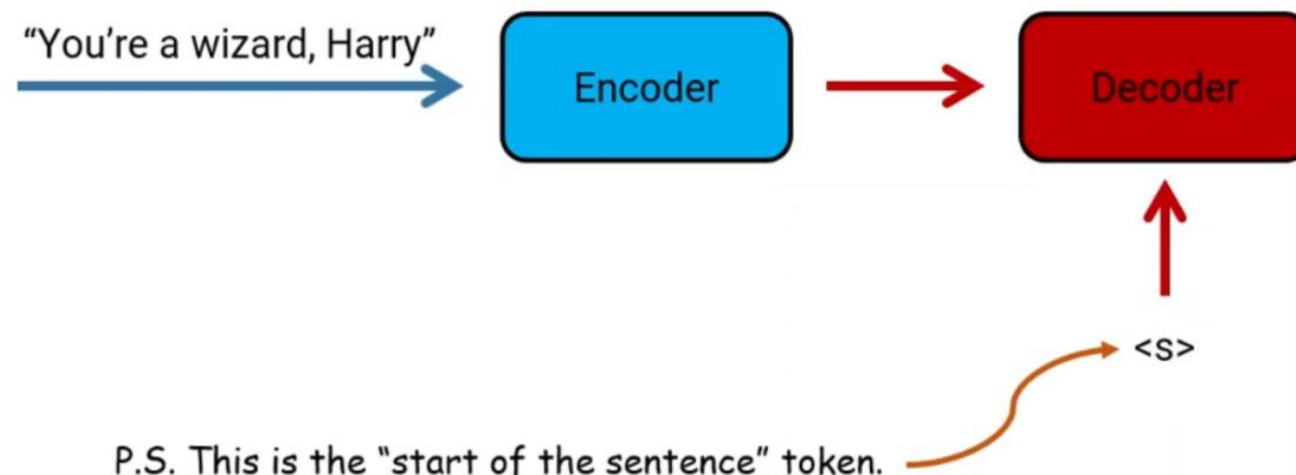 “You’re a wizard, Harry”
Encoder
Decoder
<s>
P.S. This is the “start of the sentence” token.